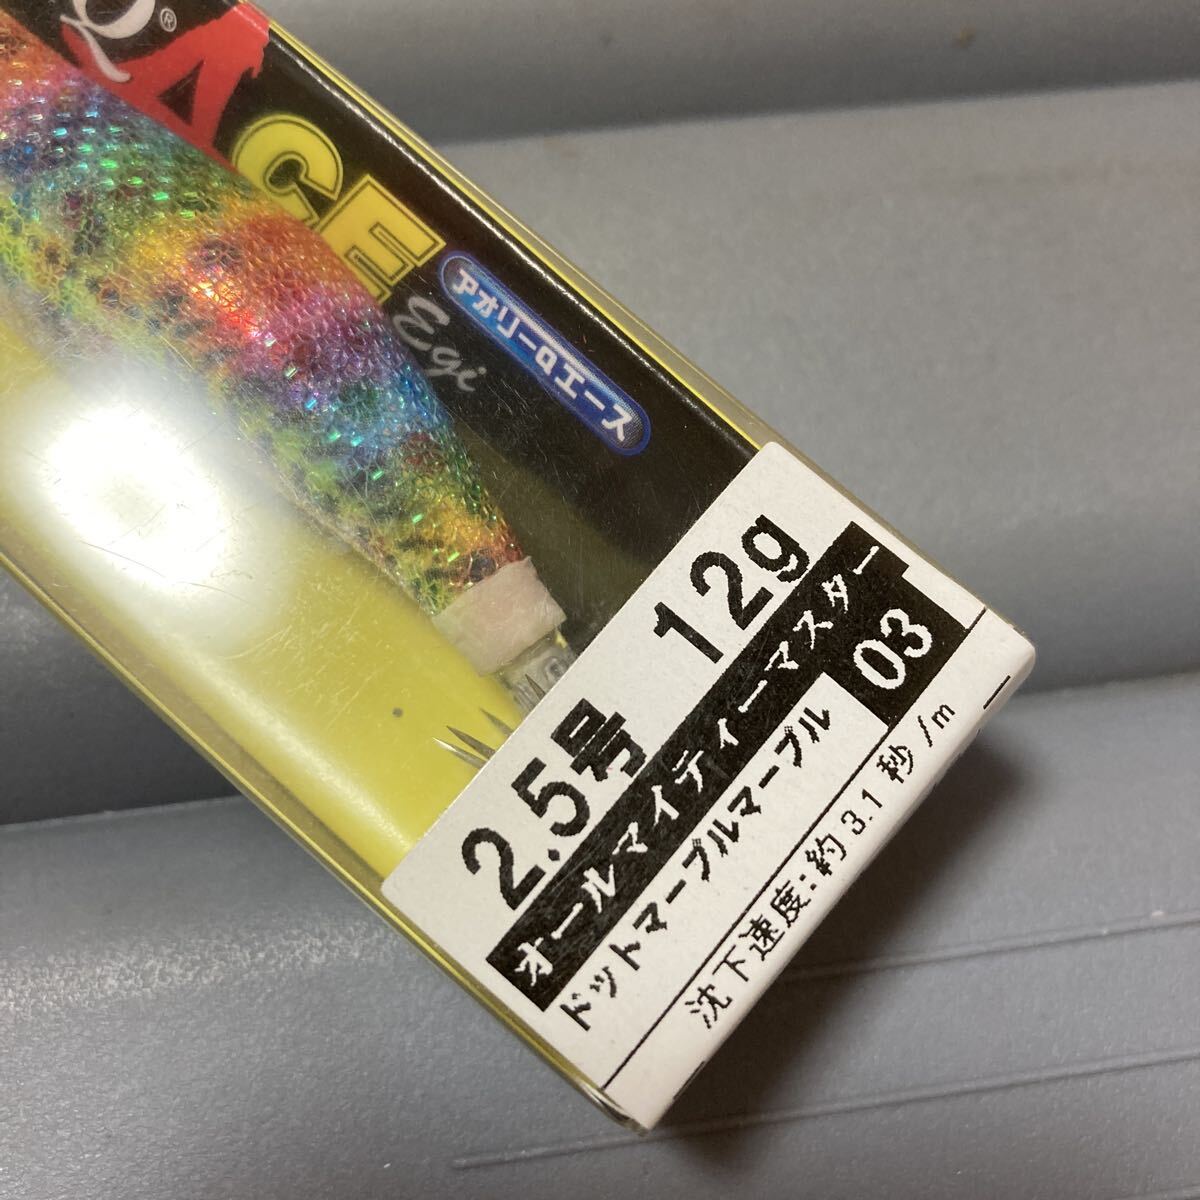 Q® ACE
Egi
アオリーQエース
2.5号 12g
オールマイティーマスター
ドットマーブルマーブル 03
沈下速度:約3.1秒/m